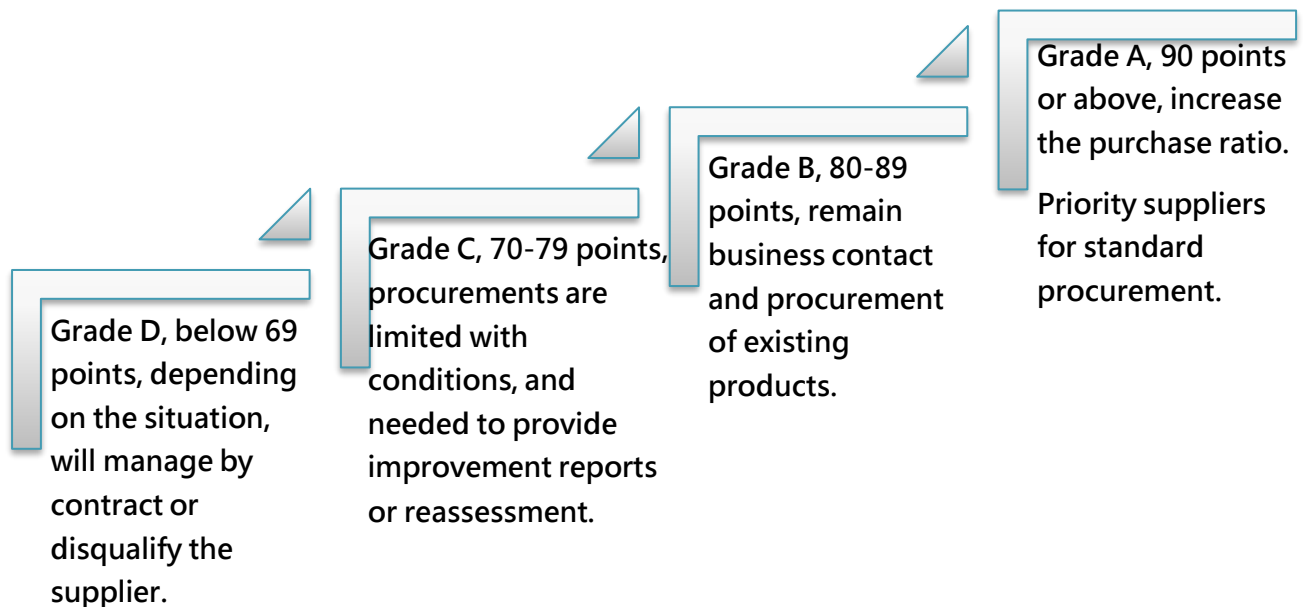 Grade D, below 69
points, depending
on the situation,
will manage by
contract or
disqualify the
supplier.
Grade C, 70-79 points,
procurements are
limited with
conditions, and
needed to provide
improvement reports
or reassessment.
Grade B, 80-89
points, remain
business contact
and procurement
of existing
products.
Grade A, 90 points
or above, increase
the purchase ratio.
Priority suppliers
for standard
procurement.